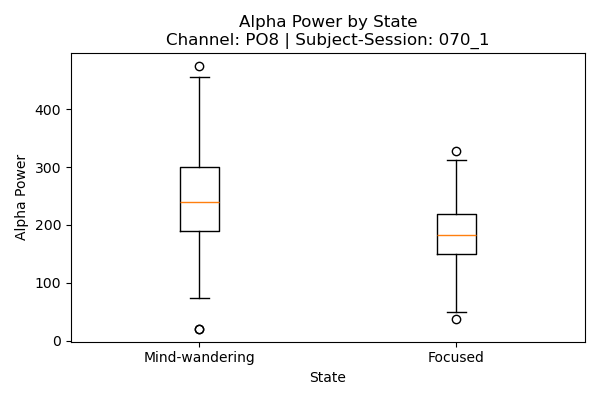 Alpha Power by State
Channel: PO8 | Subject-Session: 070_1
Alpha Power
400
300
200
100
0
Mind-wandering
Focused
State